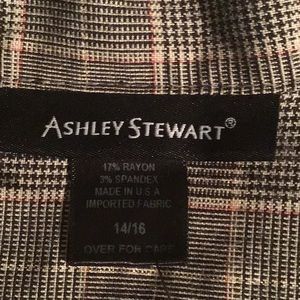 ASHLEY STEWART®
17% RAYON
3% SPANDEX
MADE IN U S A
IMPORTED FABRIC
14/16
OVER FOR CARE